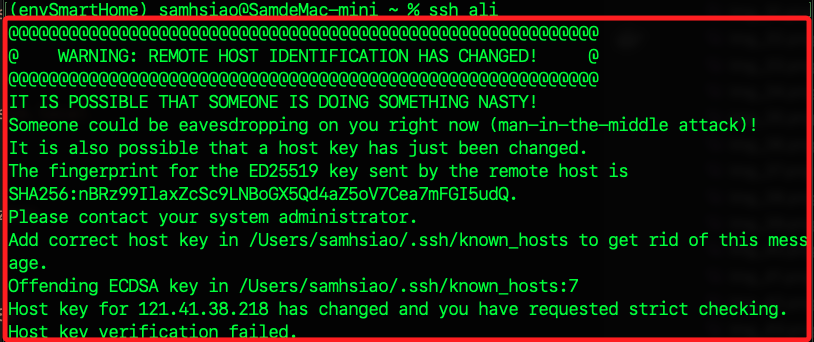 (envSmartHome) samhsiao@SamdeMac-mini ~ % ssh ali
@@@@@@@@@@@@@@@@@@@@@@@@@@@@@@@@@@@@@@@@@@@@@@@@@@@@@@@@@@@
@    WARNING: REMOTE HOST IDENTIFICATION HAS CHANGED!     @
@@@@@@@@@@@@@@@@@@@@@@@@@@@@@@@@@@@@@@@@@@@@@@@@@@@@@@@@@@@
IT IS POSSIBLE THAT SOMEONE IS DOING SOMETHING NASTY!
Someone could be eavesdropping on you right now (man-in-the-middle attack)!
It is also possible that a host key has just been changed.
The fingerprint for the ED25519 key sent by the remote host is
SHA256:nBRz99IlaxZcSc9LNBoGX5Qd4aZ5oV7Cea7mFGI5udQ.
Please contact your system administrator.
Add correct host key in /Users/samhsiao/.ssh/known_hosts to get rid of this mess
age.
Offending ECDSA key in /Users/samhsiao/.ssh/known_hosts:7
Host key for 121.41.38.218 has changed and you have requested strict checking.
Host key verification failed.